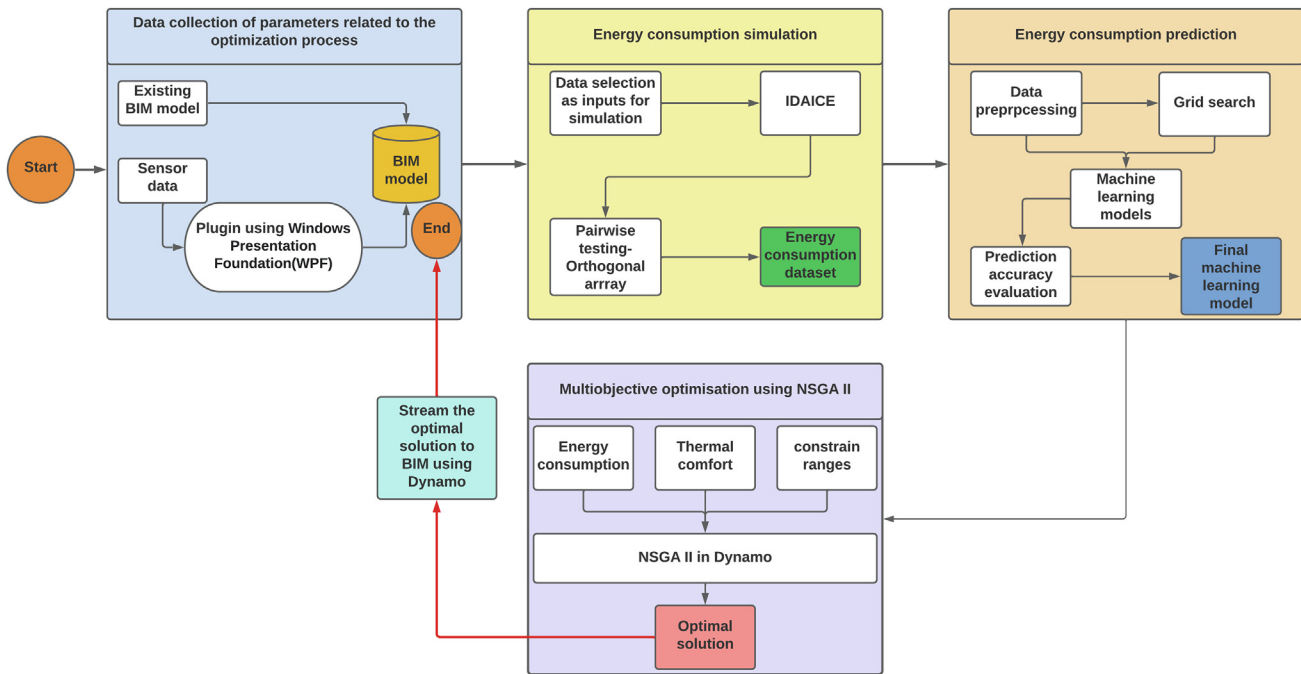 Data collection of parameters related to the
optimization process
Existing
BIM model
Start
Sensor
data
BIM
model
Plugin using Windows
Presentation
Foundation(WPF)
End
Energy consumption simulation
Data selection
as inputs for
simulation
IDAICE
Pairwise
testing-
Orthogonal
arrray
Energy
consumption
dataset
Energy consumption prediction
Data
preprpcessing
Grid search
Machine
learning
models
Prediction
accuracy
evaluation
Final
machine
learning
model
Multiobjective optimisation using NSGA II
Energy
consumption
Thermal
comfort
constrain
ranges
NSGA II in Dynamo
Optimal
solution
Stream the
optimal
solution to
BIM using
Dynamo